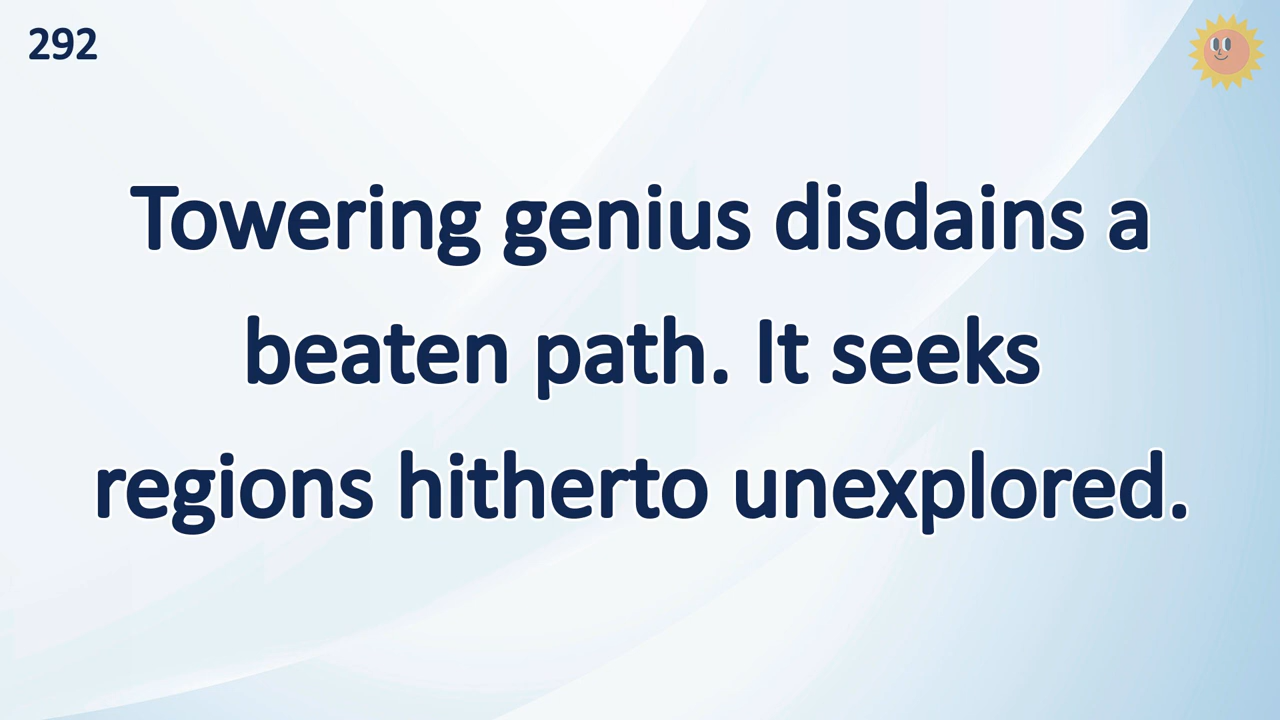 292
Towering genius disdains a
beaten path. It seeks
regions hitherto unexplored.